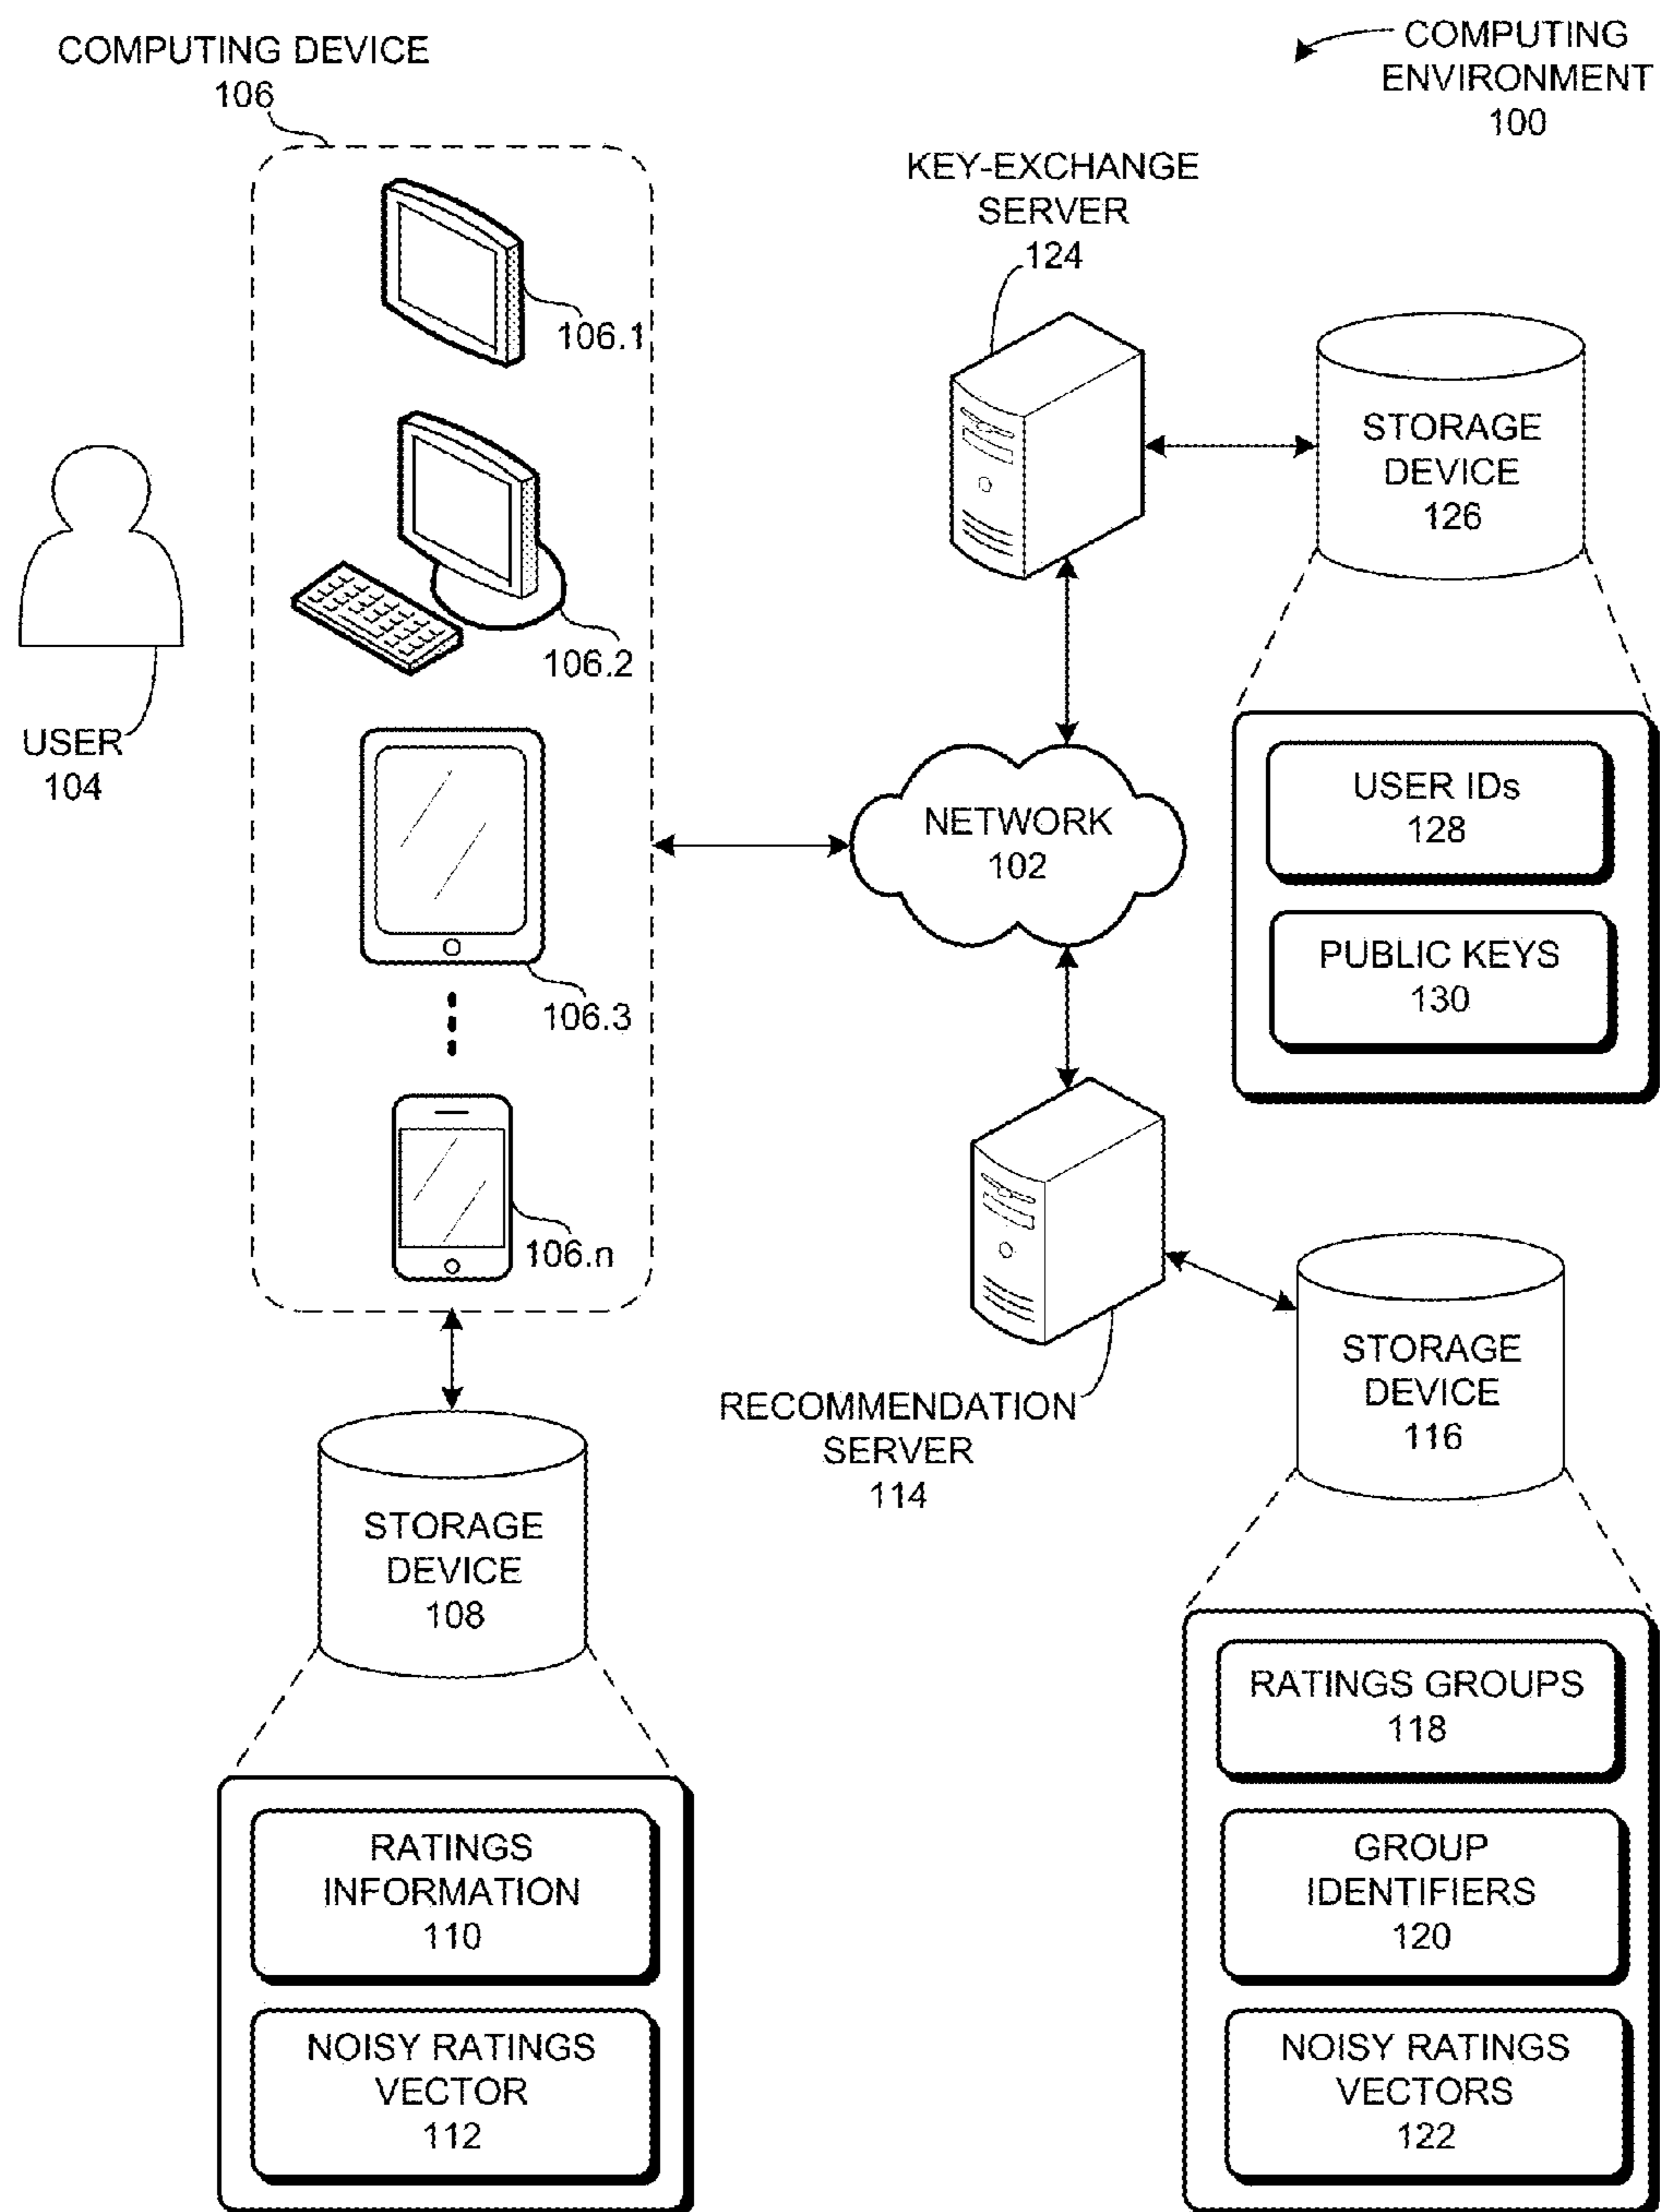 COMPUTING DEVICE
106
COMPUTING
ENVIRONMENT
100
KEY-EXCHANGE
SERVER
124
106.1
STORAGE
DEVICE
126
106.2
USER
104
USER IDs
128
NETWORK
102
PUBLIC KEYS
130
106.3
106.n
STORAGE
DEVICE
116
RECOMMENDATION
SERVER
114
STORAGE
DEVICE
108
RATINGS GROUPS
118
RATINGS
INFORMATION
110
GROUP
IDENTIFIERS
120
NOISY RATINGS
VECTOR
112
NOISY RATINGS
VECTORS
122